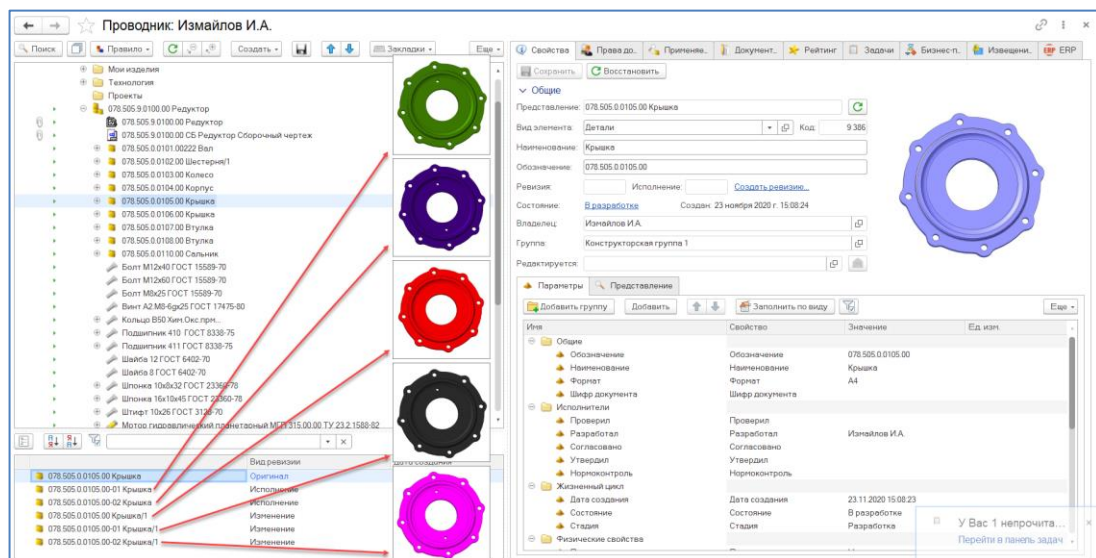 Проводник: Измайлов И.А.
Поиск Правило Создать Закладки Еще
Мои изделия
Технология
Проекты
078.505.9.0100.00 Редуктор
078.505.9.0100.00 Редуктор
078.505.9.0100.00 СБ Редуктор Сборочный чертеж
078.505.0.0101.00222 Вал
078.505.0.0102.00 Шестерня/1
078.505.0.0103.00 Колесо
078.505.0.0104.00 Корпус
078.505.0.0105.00 Крышка
078.505.0.0106.00 Крышка
078.505.0.0107.00 Втулка
078.505.0.0108.00 Втулка
078.505.0.0110.00 Сальник
Болт М12х40 ГОСТ 15589-70
Болт М12х60 ГОСТ 15589-70
Болт М8х25 ГОСТ 15589-70
Винт А2.М8-6gx25 ГОСТ 17475-80
Кольцо В50 Хим.Окс.прм...
Подшипник 410 ГОСТ 8338-75
Подшипник 411 ГОСТ 8338-75
Шайба 12 ГОСТ 6402-70
Шайба 8 ГОСТ 6402-70
Шпонка 10х8х32 ГОСТ 23360-78
Шпонка 16х10х45 ГОСТ 23360-78
Штифт 10х26 ГОСТ 3128-70
Мотор гидравлический планетарный МГП 315.00.00 ТУ 23.2.1588-82
Вид ревизии Дата создания
078.505.0.0105.00 Крышка Оригинал
078.505.0.0105.00-01 Крышка Исполнение
078.505.0.0105.00-02 Крышка Исполнение
078.505.0.0105.00 Крышка/1 Изменение
078.505.0.0105.00-01 Крышка/1 Изменение
078.505.0.0105.00-02 Крышка/1 Изменение
Свойства Права до.. Применяе.. Документ.. Рейтинг Задачи Бизнес-п.. Извещени.. ERP
Сохранить Восстановить
Общие
Представление: 078.505.0.0105.00 Крышка
Вид элемента: Детали Код: 9 386
Наименование: Крышка
Обозначение: 078.505.0.0105.00
Ревизия: Исполнение: Создать ревизию...
Состояние: В разработке Создан: 23 ноября 2020 г. 15:08:24
Владелец: Измайлов И.А.
Группа: Конструкторская группа 1
Редактируется:
Параметры Представление
Добавить группу Добавить Заполнить по виду Еще
Имя Свойство Значение Ед. изм.
Общие
Обозначение Обозначение 078.505.0.0105.00
Наименование Наименование Крышка
Формат Формат А4
Шифр документа Шифр документа
Исполнители
Проверил Проверил
Разработал Разработал Измайлов И.А.
Согласовано Согласовано
Утвердил Утвердил
Нормоконтроль Нормоконтроль
Жизненный цикл
Дата создания Дата создания 23.11.2020 15:08:23
Состояние Состояние В разработке
Стадия Стадия Разработка
Физические свойства
У Вас 1 непрочита...
Перейти в панель задач